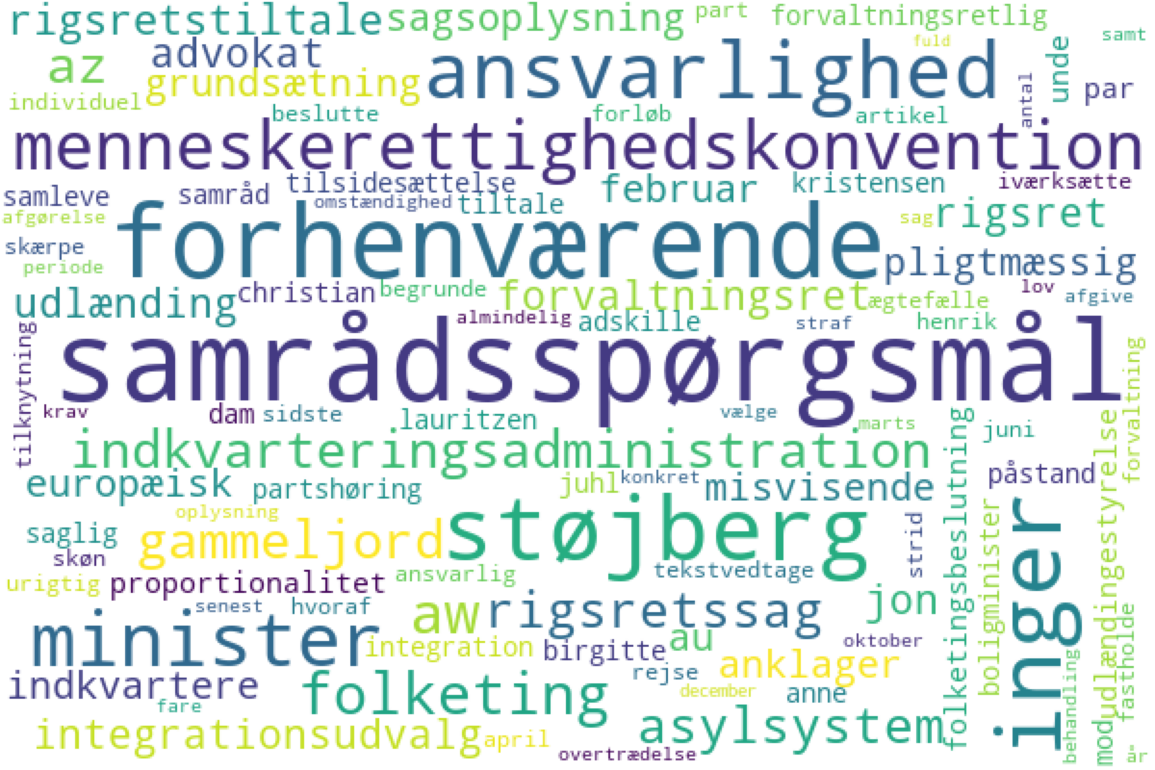 rigsretstiltale sagsoplysning part forvaltningsretlig
samt
az advokat ansvarlighed fuld unde
individuel grundsætning antal par
beslutte forløb artikel
menneskerettighedskonvention
samleve samråd tilsidesættelse februar kristensen iværksætte
afgørelse omstændighed tiltale sag rigsret
skærpe forhenværende pligtmæssig
periode
udlænding christian begrunde forvaltningsret ægtefælle lov afgive
almindelig adskille straf henrik
tilknytning samrådsspørgsmål forvaltning
krav dam sidste lauritzen vælge marts
indkvarteringsadministration juni
europæisk partshøring juhl konkret misvisende påstand
oplysning
saglig gammeljord støjberg strid
skøn tekstvedtage
urigtig proportionalitet ansvarlig
folketingsbeslutning boligminister inger udlændingestyrelse
senest hvoraf aw rigsretssag jon
minister integration birgitte au oktober
indkvartere folketing rejse anklager
fare december anne
integrationsudvalg april asylsystem
overtrædelse
behandling mod fastholde år